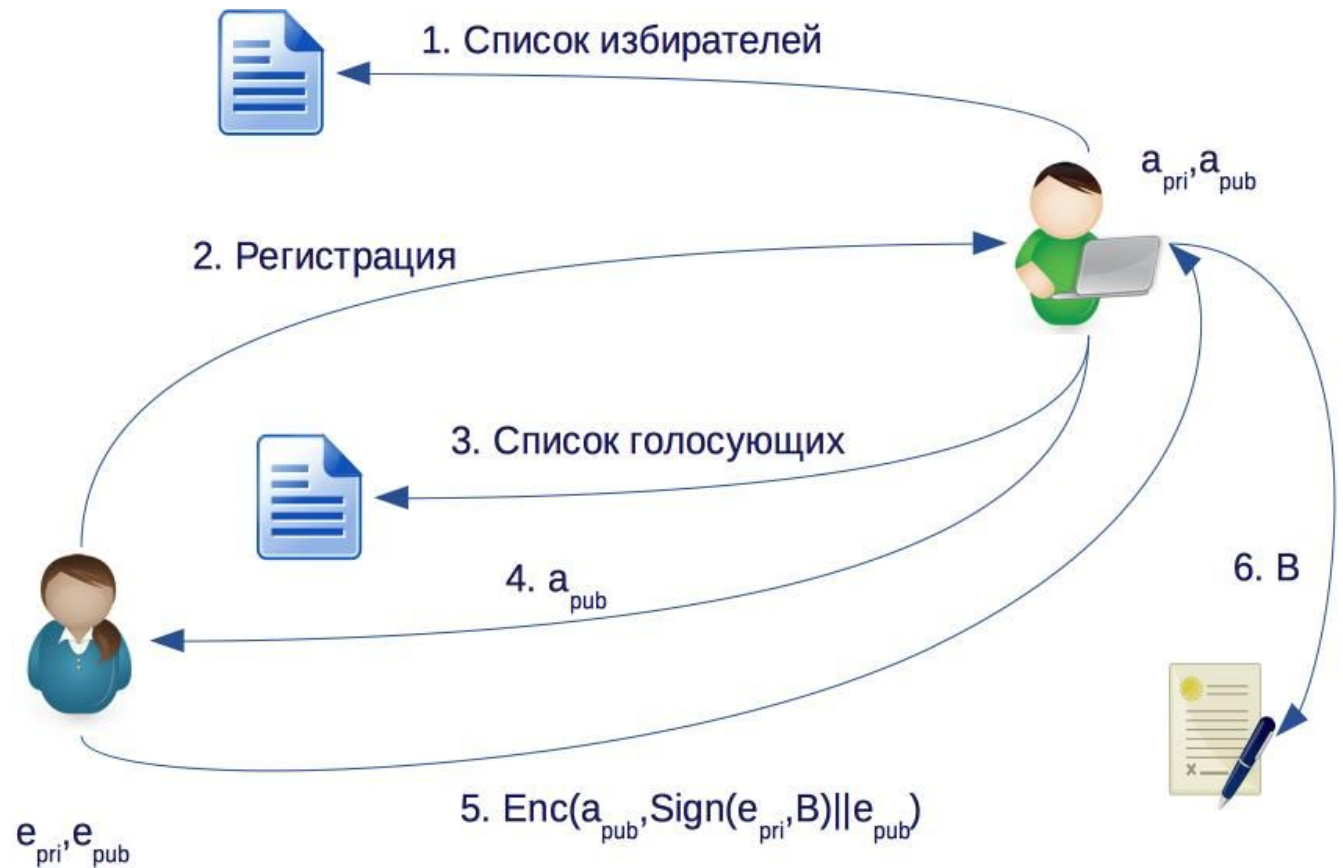 1. Список избирателей
a_pri,a_pub
2. Регистрация
3. Список голосующих
4. a_pub
6. B
5. Enc(a_pub,Sign(e_pri,B)||e_pub)
e_pri,e_pub